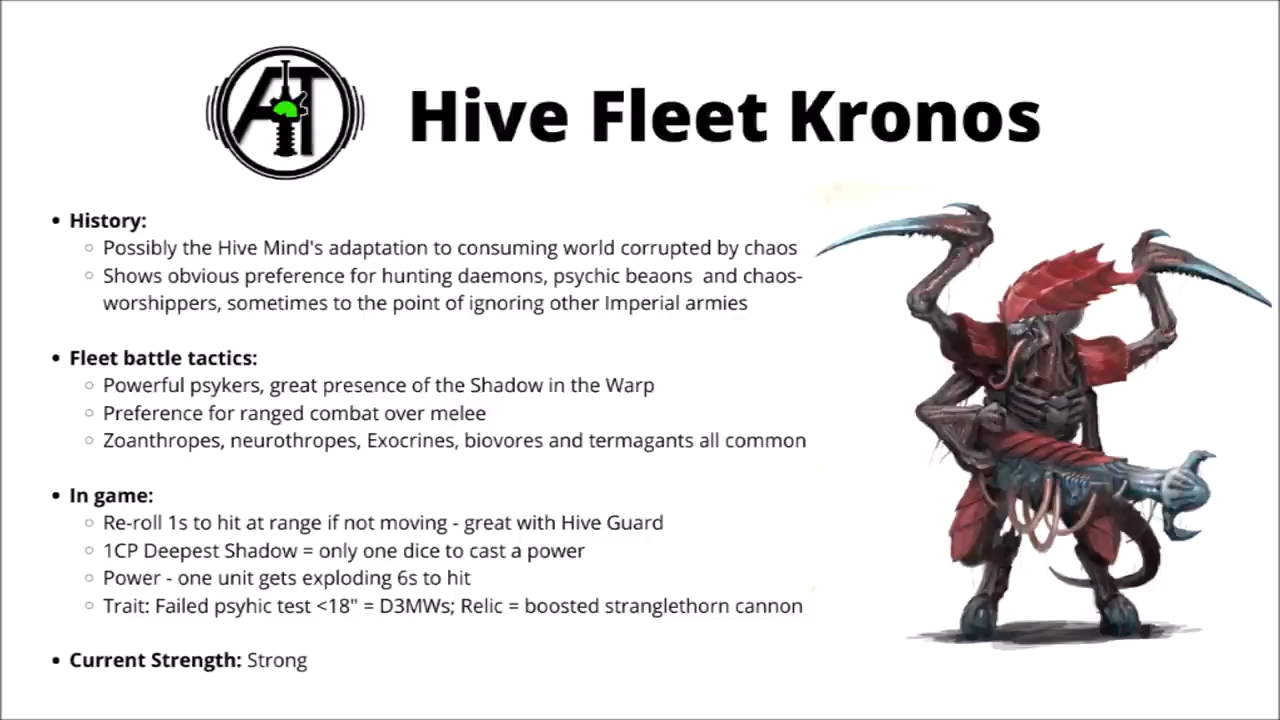 AT
Hive Fleet Kronos
• History:
○ Possibly the Hive Mind's adaptation to consuming world corrupted by chaos
○ Shows obvious preference for hunting daemons, psychic beaons and chaos-
worshippers, sometimes to the point of ignoring other Imperial armies
• Fleet battle tactics:
○ Powerful psykers, great presence of the Shadow in the Warp
○ Preference for ranged combat over melee
○ Zoanthropes, neurothropes, Exocrines, biovores and termagants all common
• In game:
○ Re-roll 1s to hit at range if not moving - great with Hive Guard
○ 1CP Deepest Shadow = only one dice to cast a power
○ Power - one unit gets exploding 6s to hit
○ Trait: Failed psyhic test <18" = D3MWs; Relic = boosted stranglethorn cannon
• Current Strength: Strong